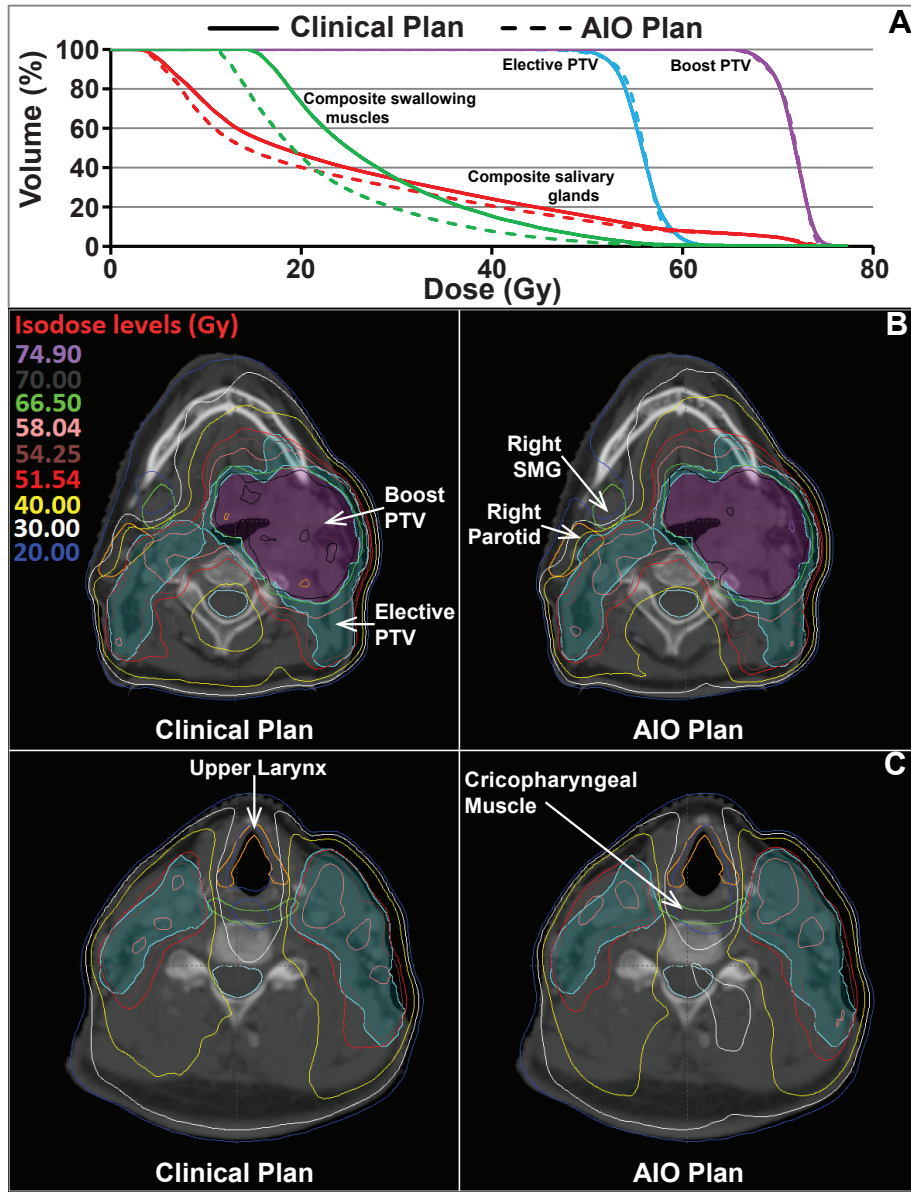 Clinical Plan
AIO Plan
A
Volume (%)
100
80
60
40
20
0
Elective PTV
Boost PTV
Composite swallowing
muscles
Composite salivary
glands
0
20
40
60
80
Dose (Gy)
Isodose levels (Gy)
74.90
70.00
66.50
58.04
54.25
51.54
40.00
30.00
20.00
Boost
PTV
Elective
PTV
Clinical Plan
B
Right
SMG
Right
Parotid
AIO Plan
Upper Larynx
Clinical Plan
C
Cricopharyngeal
Muscle
AIO Plan